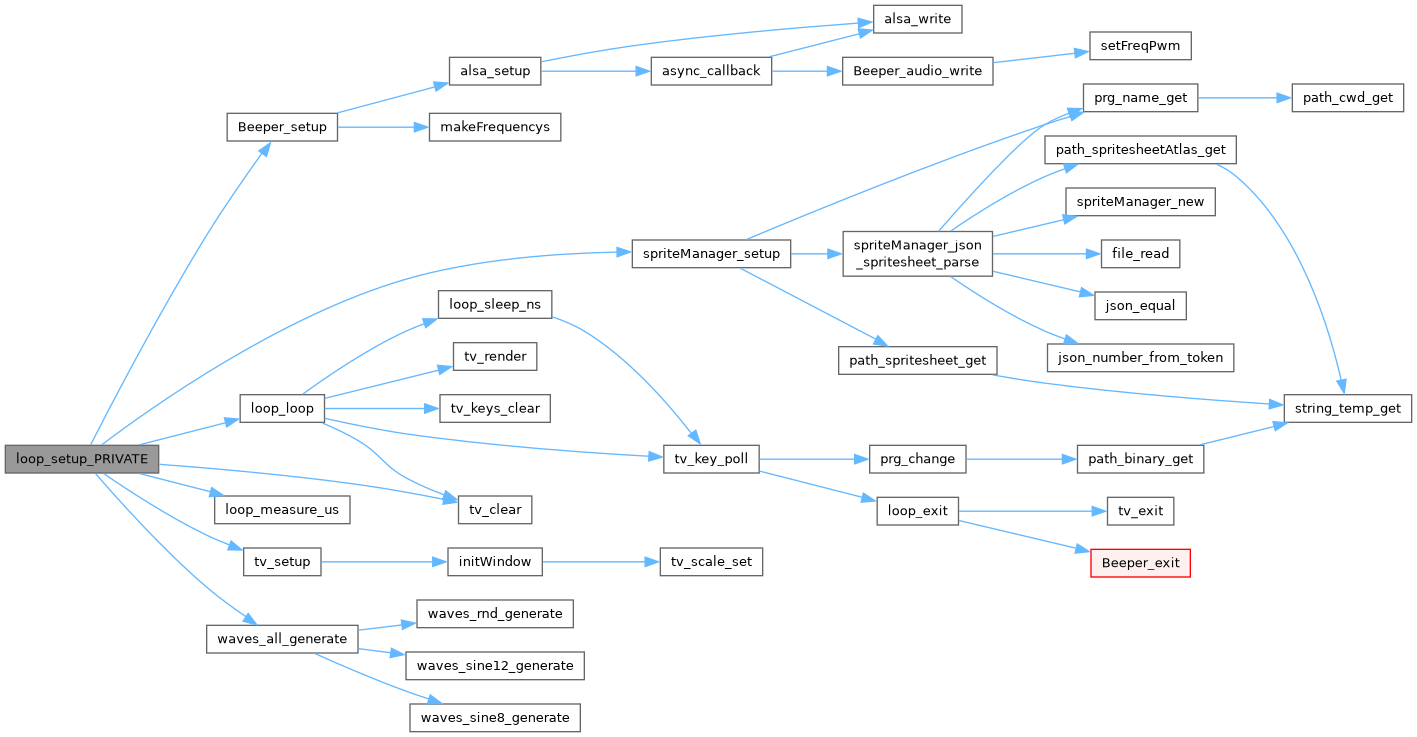 alsa_write
setFreqPwm
alsa_setup
async_callback
Beeper_audio_write
prg_name_get
path_cwd_get
Beeper_setup
makeFrequencys
path_spritesheetAtlas_get
spriteManager_new
spriteManager_setup
spriteManager_json
_spritesheet_parse
file_read
loop_sleep_ns
json_equal
tv_render
path_spritesheet_get
json_number_from_token
loop_loop
tv_keys_clear
string_temp_get
loop_setup_PRIVATE
tv_key_poll
prg_change
path_binary_get
loop_measure_us
tv_clear
loop_exit
tv_exit
tv_setup
initWindow
tv_scale_set
Beeper_exit
waves_rnd_generate
waves_all_generate
waves_sine12_generate
waves_sine8_generate